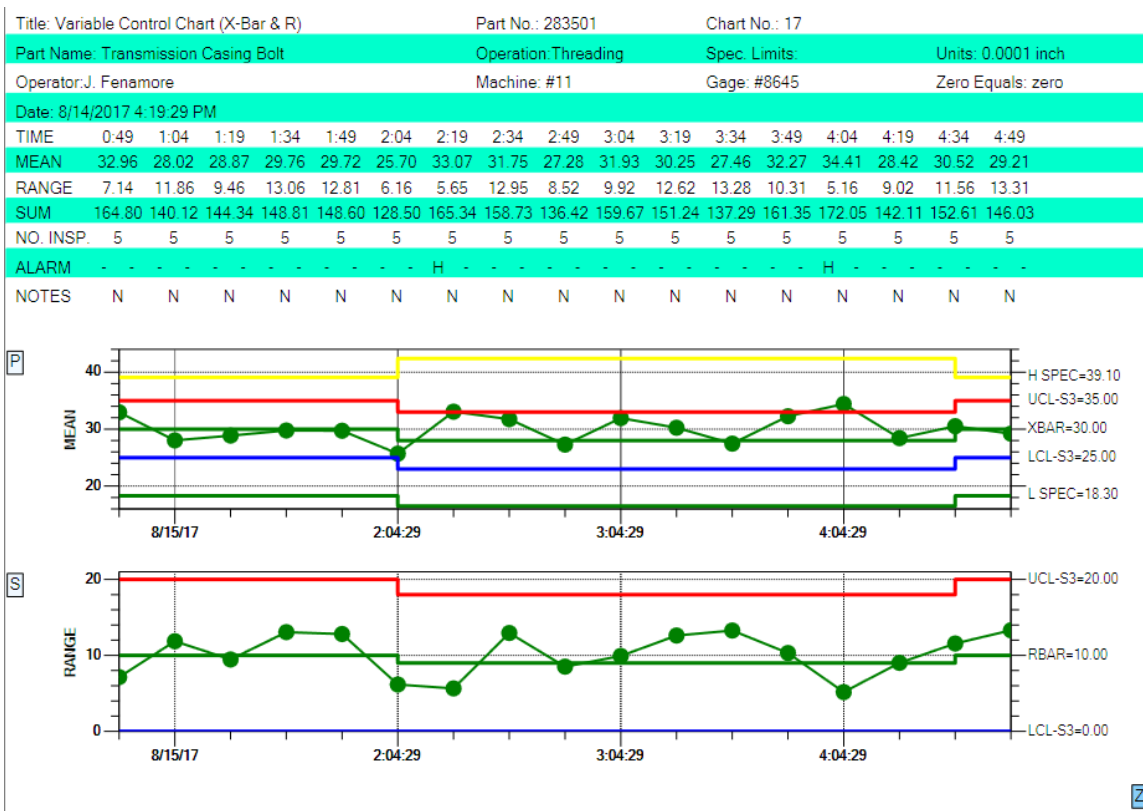 Title: Variable Control Chart (X-Bar & R) Part No.: 283501 Chart No.: 17
Part Name: Transmission Casing Bolt Operation:Threading Spec. Limits: Units: 0.0001 inch
Operator:J. Fenamore Machine: #11 Gage: #8645 Zero Equals: zero
Date: 8/14/2017 4:19:29 PM
TIME 0:49 1:04 1:19 1:34 1:49 2:04 2:19 2:34 2:49 3:04 3:19 3:34 3:49 4:04 4:19 4:34 4:49
MEAN 32.96 28.02 28.87 29.76 29.72 25.70 33.07 31.75 27.28 31.93 30.25 27.46 32.27 34.41 28.42 30.52 29.21
RANGE 7.14 11.86 9.46 13.06 12.81 6.16 5.65 12.95 8.52 9.92 12.62 13.28 10.31 5.16 9.02 11.56 13.31
SUM 164.80 140.12 144.34 148.81 148.60 128.50 165.34 158.73 136.42 159.67 151.24 137.29 161.35 172.05 142.11 152.61 146.03
NO. INSP. 5 5 5 5 5 5 5 5 5 5 5 5 5 5 5 5 5
ALARM - - - - - - - - - - - - H - - - - - - - - - - - - - H - - - - - - -
NOTES N N N N N N N N N N N N N N N N N
P
MEAN
40
30
20
H SPEC=39.10
UCL-S3=35.00
XBAR=30.00
LCL-S3=25.00
L SPEC=18.30
8/15/17 2:04:29 3:04:29 4:04:29
S
RANGE
20
10
0
UCL-S3=20.00
RBAR=10.00
LCL-S3=0.00
8/15/17 2:04:29 3:04:29 4:04:29
Z